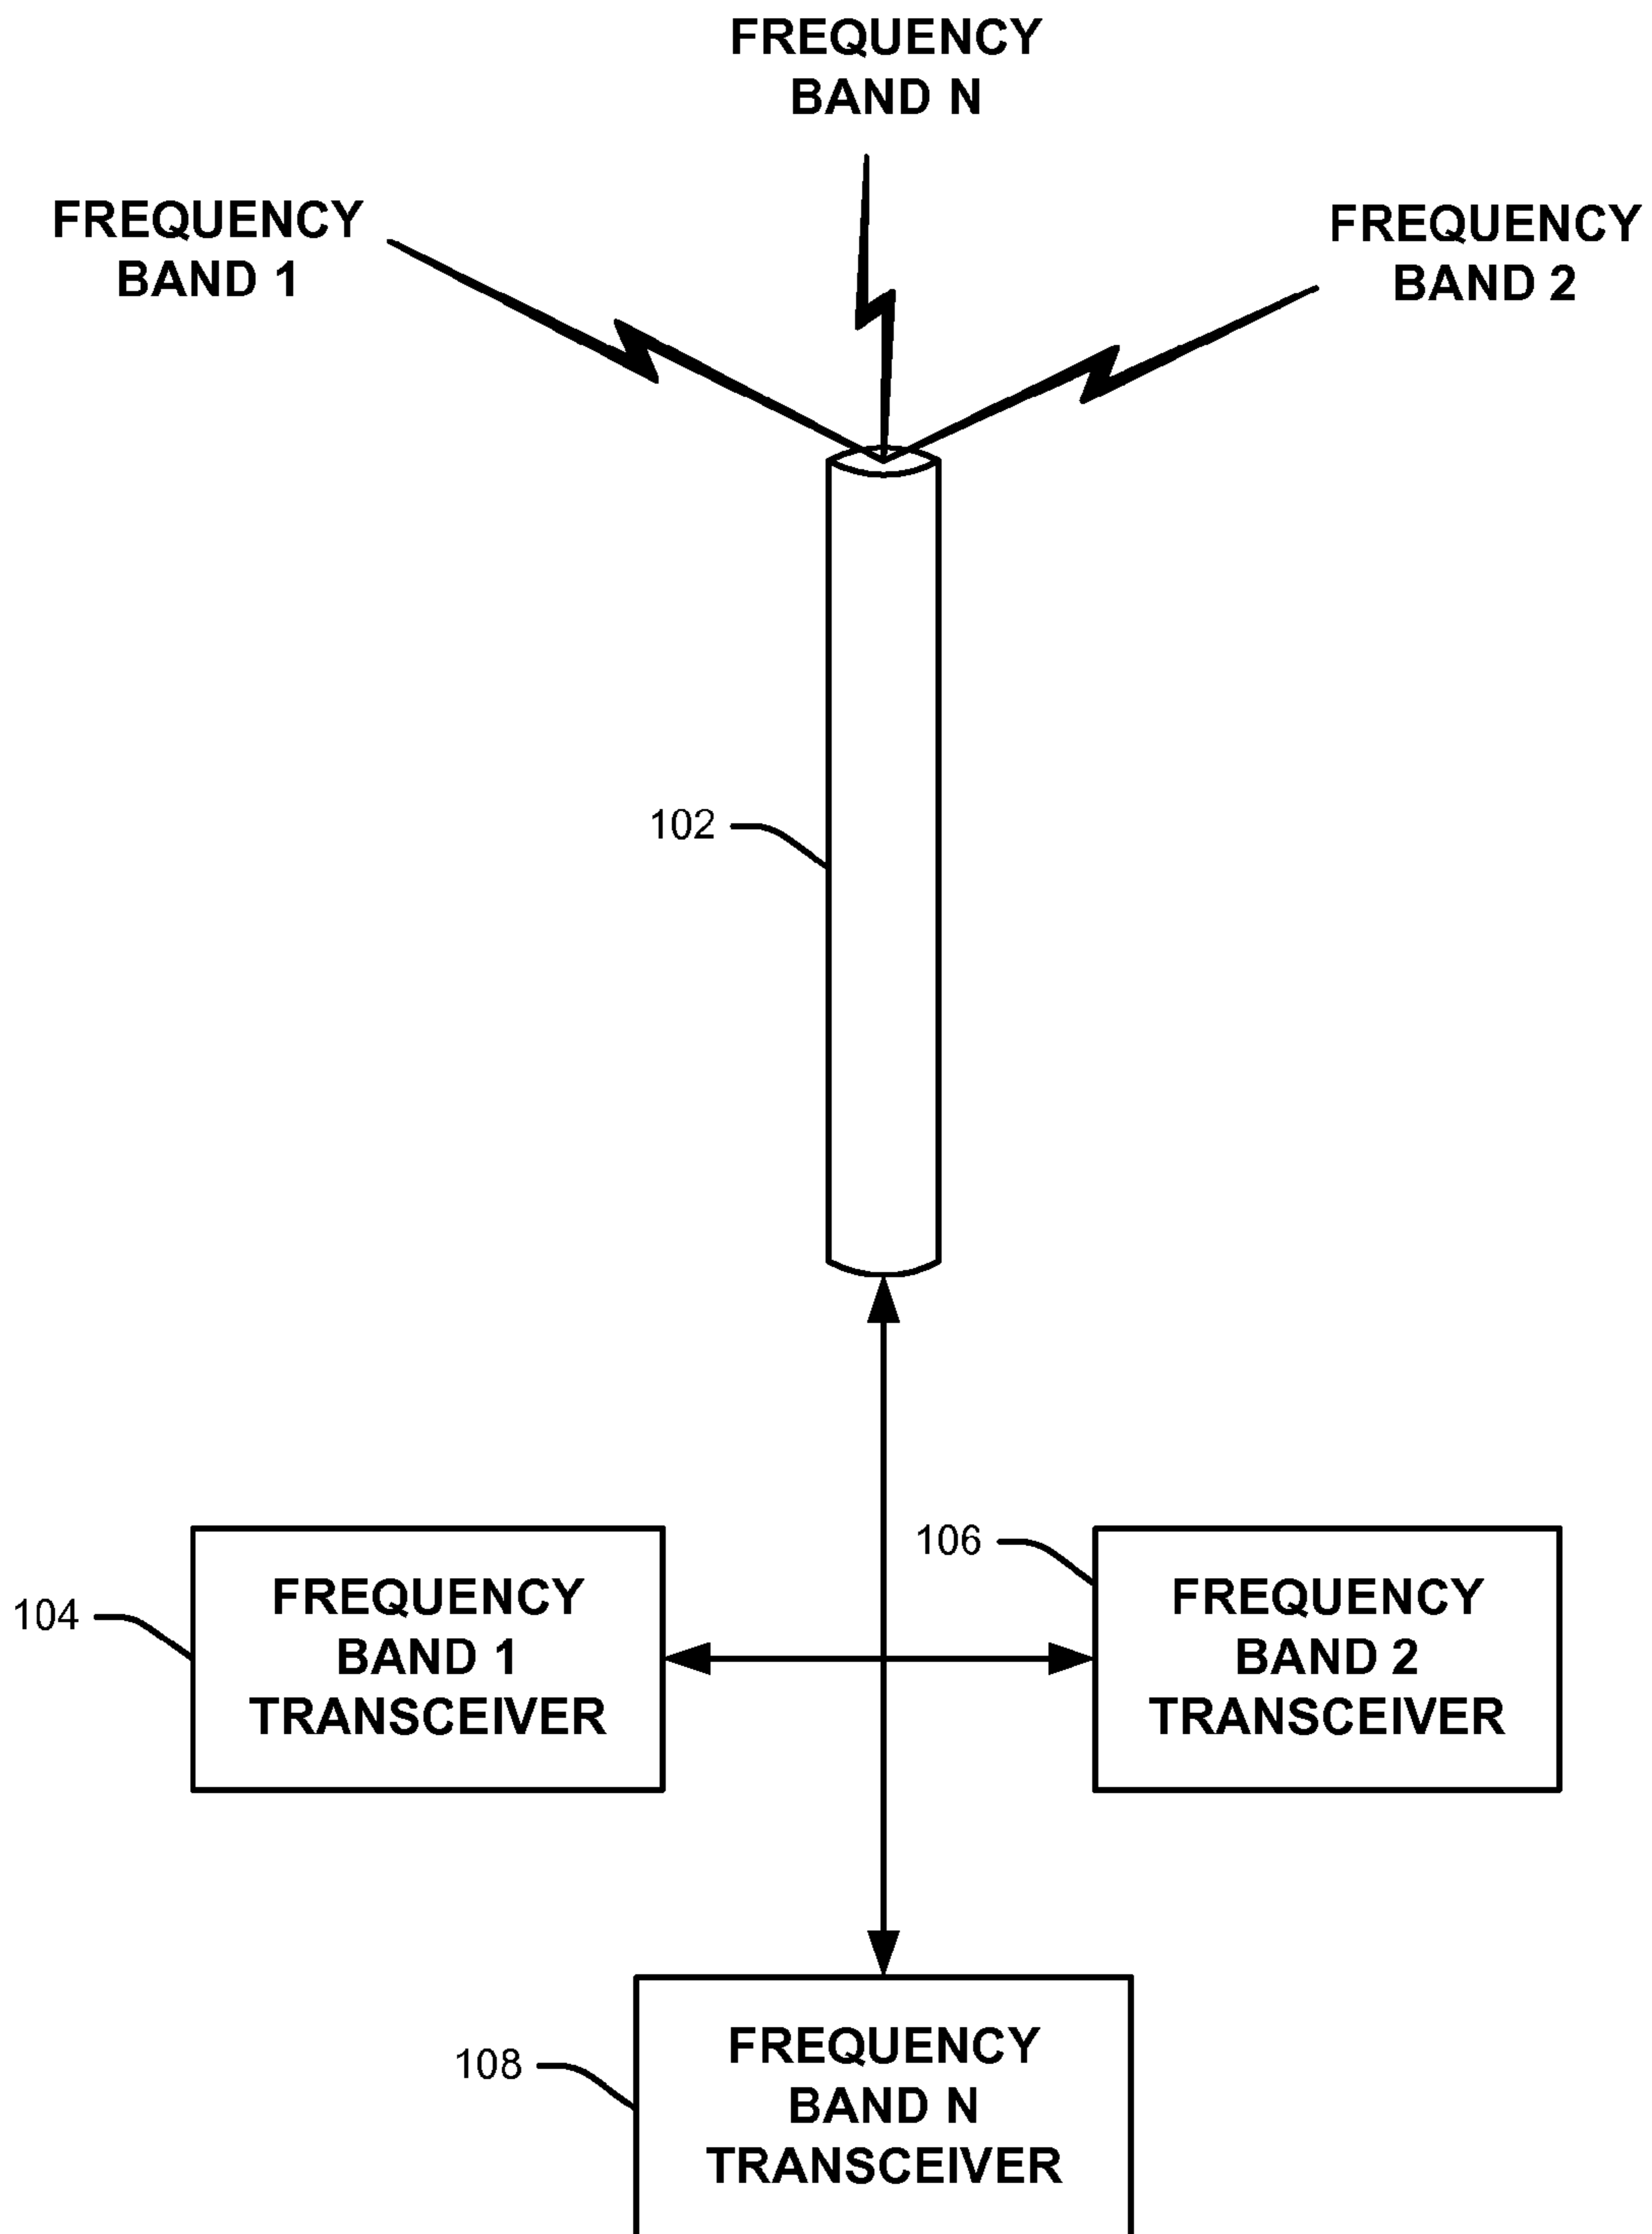 FREQUENCY
BAND N
FREQUENCY
BAND 1
FREQUENCY
BAND 2
102
104
FREQUENCY
BAND 1
TRANSCEIVER
106
FREQUENCY
BAND 2
TRANSCEIVER
108
FREQUENCY
BAND N
TRANSCEIVER